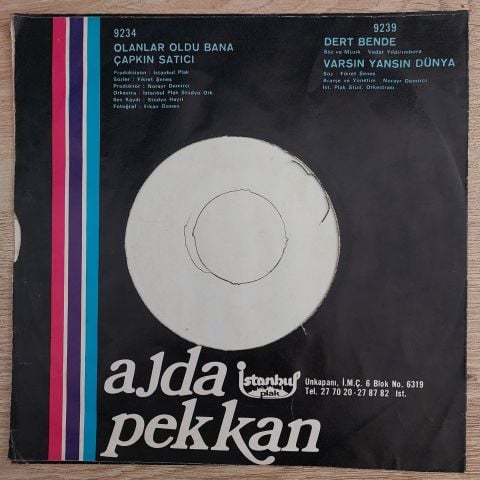 9234
OLANLAR OLDU BANA
ÇAPKIN SATICI
Produksiyon : İstanbul Plak
Sözler : Fikret Şeneş
Prodüktör : Norayr Demirci
Orkestra : İstanbul Plak Stüdyo Ork.
Ses Kaydı : Stüdyo Hayri
Fotoğraf : Erkan Özmen
9239
DERT BENDE
Söz ve Müzik : Vedat Yıldırımbora
VARSIN YANSIN DÜNYA
Söz : Fikret Şeneş
Aranje ve Yönetim : Norayr Demirci
İst. Plak Stüd. Orkestrası
ajda
pekkan
istanbul
plak
Unkapanı, İ.M.Ç. 6 Blok No. 6319
Tel. 27 70 20 - 27 87 82 İst.